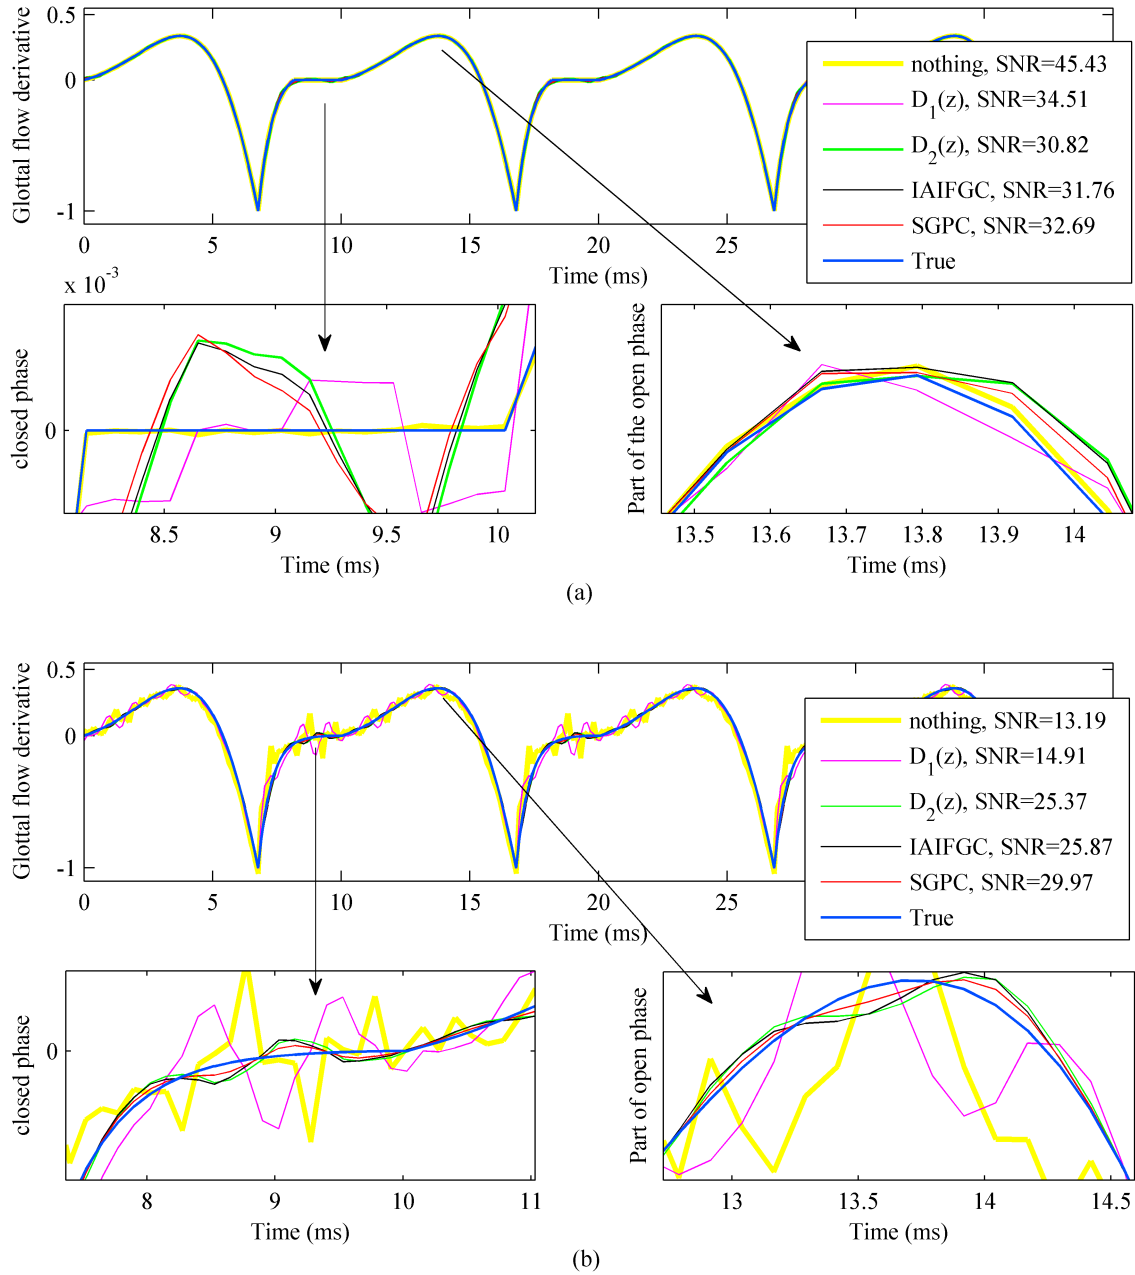 0.5
0
-1
Glottal flow derivative
0
5
10
15
20
25
Time (ms)
nothing, SNR=45.43
D1(z), SNR=34.51
D2(z), SNR=30.82
IAIFGC, SNR=31.76
SGPC, SNR=32.69
True
x 10-3
closed phase
0
8.5
9
9.5
10
Time (ms)
Part of the open phase
13.5
13.6
13.7
13.8
13.9
14
Time (ms)
(a)
0.5
0
-1
Glottal flow derivative
0
5
10
15
20
25
Time (ms)
nothing, SNR=13.19
D1(z), SNR=14.91
D2(z), SNR=25.37
IAIFGC, SNR=25.87
SGPC, SNR=29.97
True
closed phase
0
8
9
10
11
Time (ms)
Part of open phase
13
13.5
14
14.5
Time (ms)
(b)